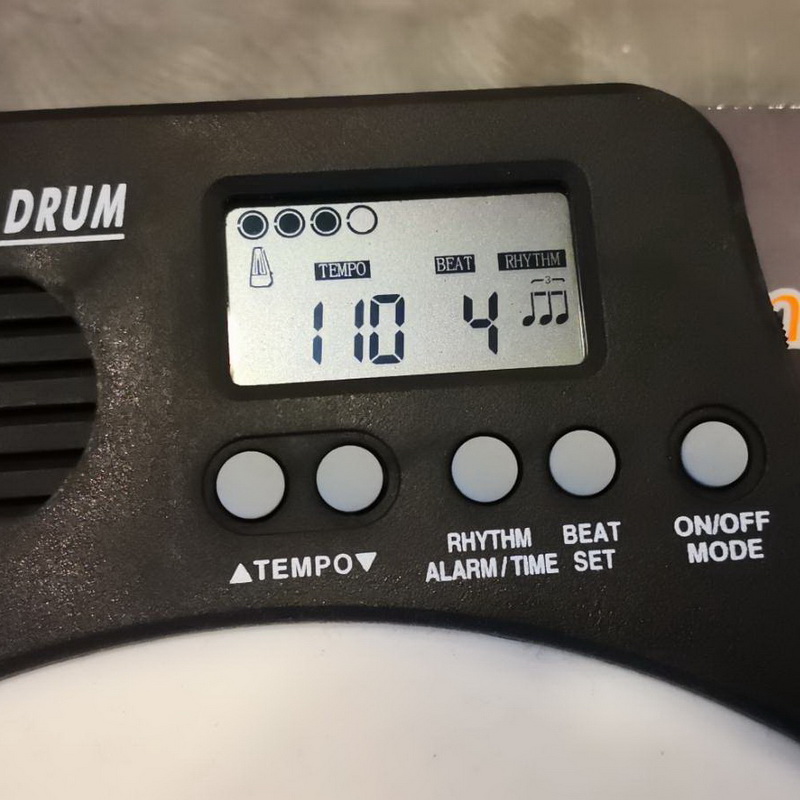 DRUM
TEMPO BEAT RHYTHM
3
110 4
RHYTHM BEAT ON/OFF
▲TEMPO▼ ALARM/TIME SET MODE